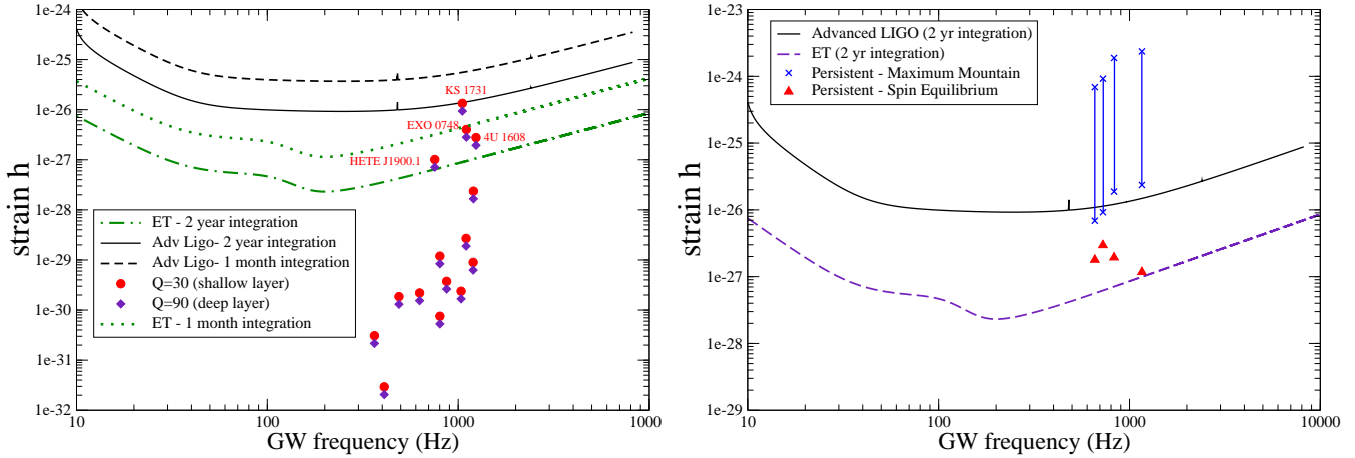 1e-24
1e-25
1e-26
1e-27
1e-28
1e-29
1e-30
1e-31
1e-32
strain h
KS 1731
EXO 0748
4U 1608
HETE J1900.1
ET - 2 year integration
Adv Ligo- 2 year integration
Adv Ligo- 1 month integration
Q=30 (shallow layer)
Q=90 (deep layer)
ET - 1 month integration
10
100
1000
1000
GW frequency (Hz)
1e-23
1e-24
1e-25
1e-26
1e-27
1e-28
1e-29
strain h
Advanced LIGO (2 yr integration)
ET (2 yr integration)
Persistent - Maximum Mountain
Persistent - Spin Equilibrium
10
100
1000
10000
GW frequency (Hz)